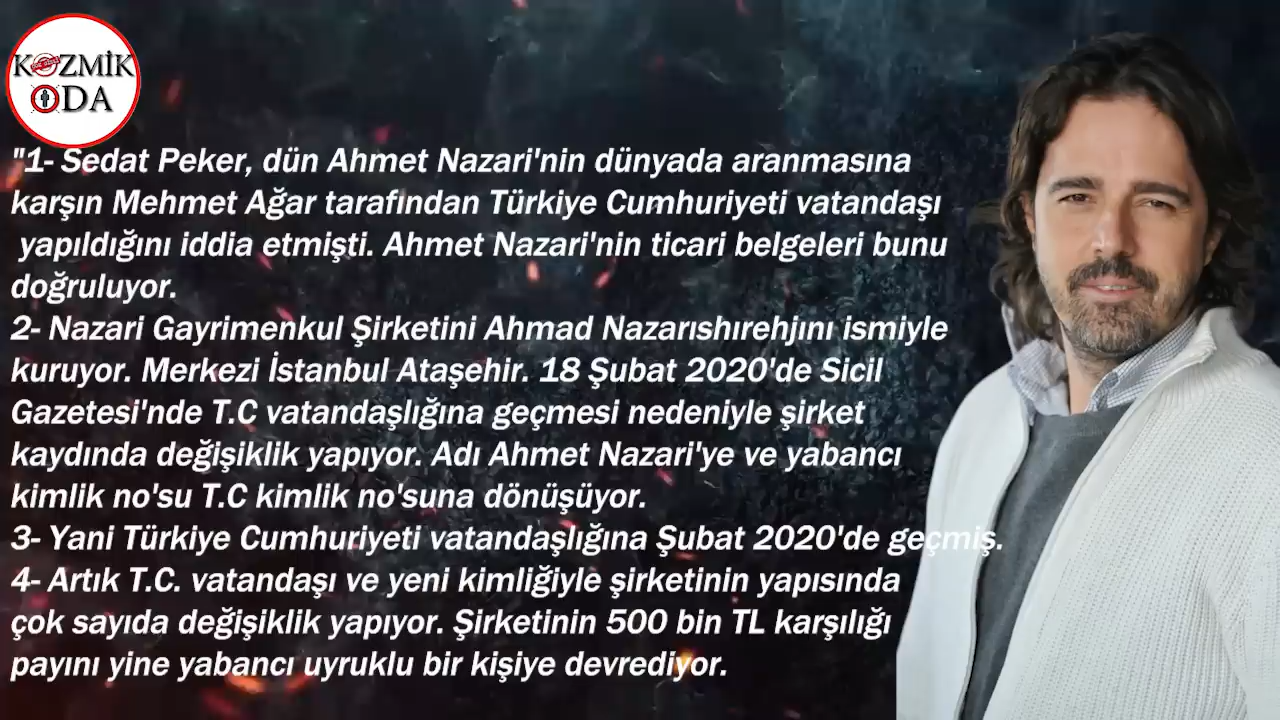 KOZMİK
ODA
"1- Sedat Peker, dün Ahmet Nazari'nin dünyada aranmasına
karşın Mehmet Ağar tarafından Türkiye Cumhuriyeti vatandaşı
yapıldığını iddia etmişti. Ahmet Nazari'nin ticari belgeleri bunu
doğruluyor.
2- Nazari Gayrimenkul Şirketini Ahmad Nazarıshırehjını ismiyle
kuruyor. Merkezi İstanbul Ataşehir. 18 Şubat 2020'de Sicil
Gazetesi'nde T.C vatandaşlığına geçmesi nedeniyle şirket
kaydında değişiklik yapıyor. Adı Ahmet Nazari'ye ve yabancı
kimlik no'su T.C kimlik no'suna dönüşüyor.
3- Yani Türkiye Cumhuriyeti vatandaşlığına Şubat 2020'de geçmiş.
4- Artık T.C. vatandaşı ve yeni kimliğiyle şirketinin yapısında
çok sayıda değişiklik yapıyor. Şirketinin 500 bin TL karşılığı
payını yine yabancı uyruklu bir kişiye devrediyor.